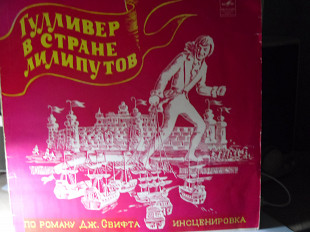 ГУЛЛИВЕР
В СТРАНЕ
ЛИЛИПУТОВ
ПО РОМАНУ ДЖ. СВИФТА ИНСЦЕНИРОВКА